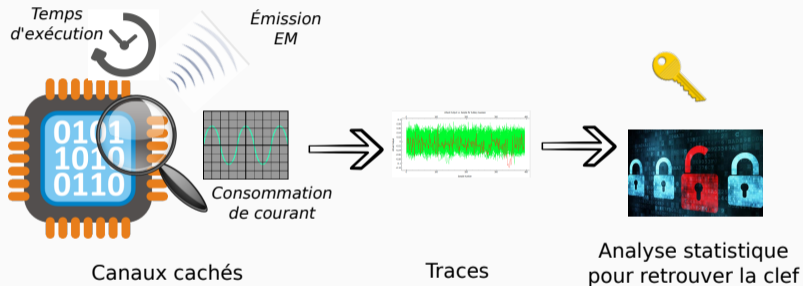 Temps
d'exécution
Émission
EM
0101
1010
0110
Consommation
de courant
Canaux cachés
Traces
Analyse statistique
pour retrouver la clef